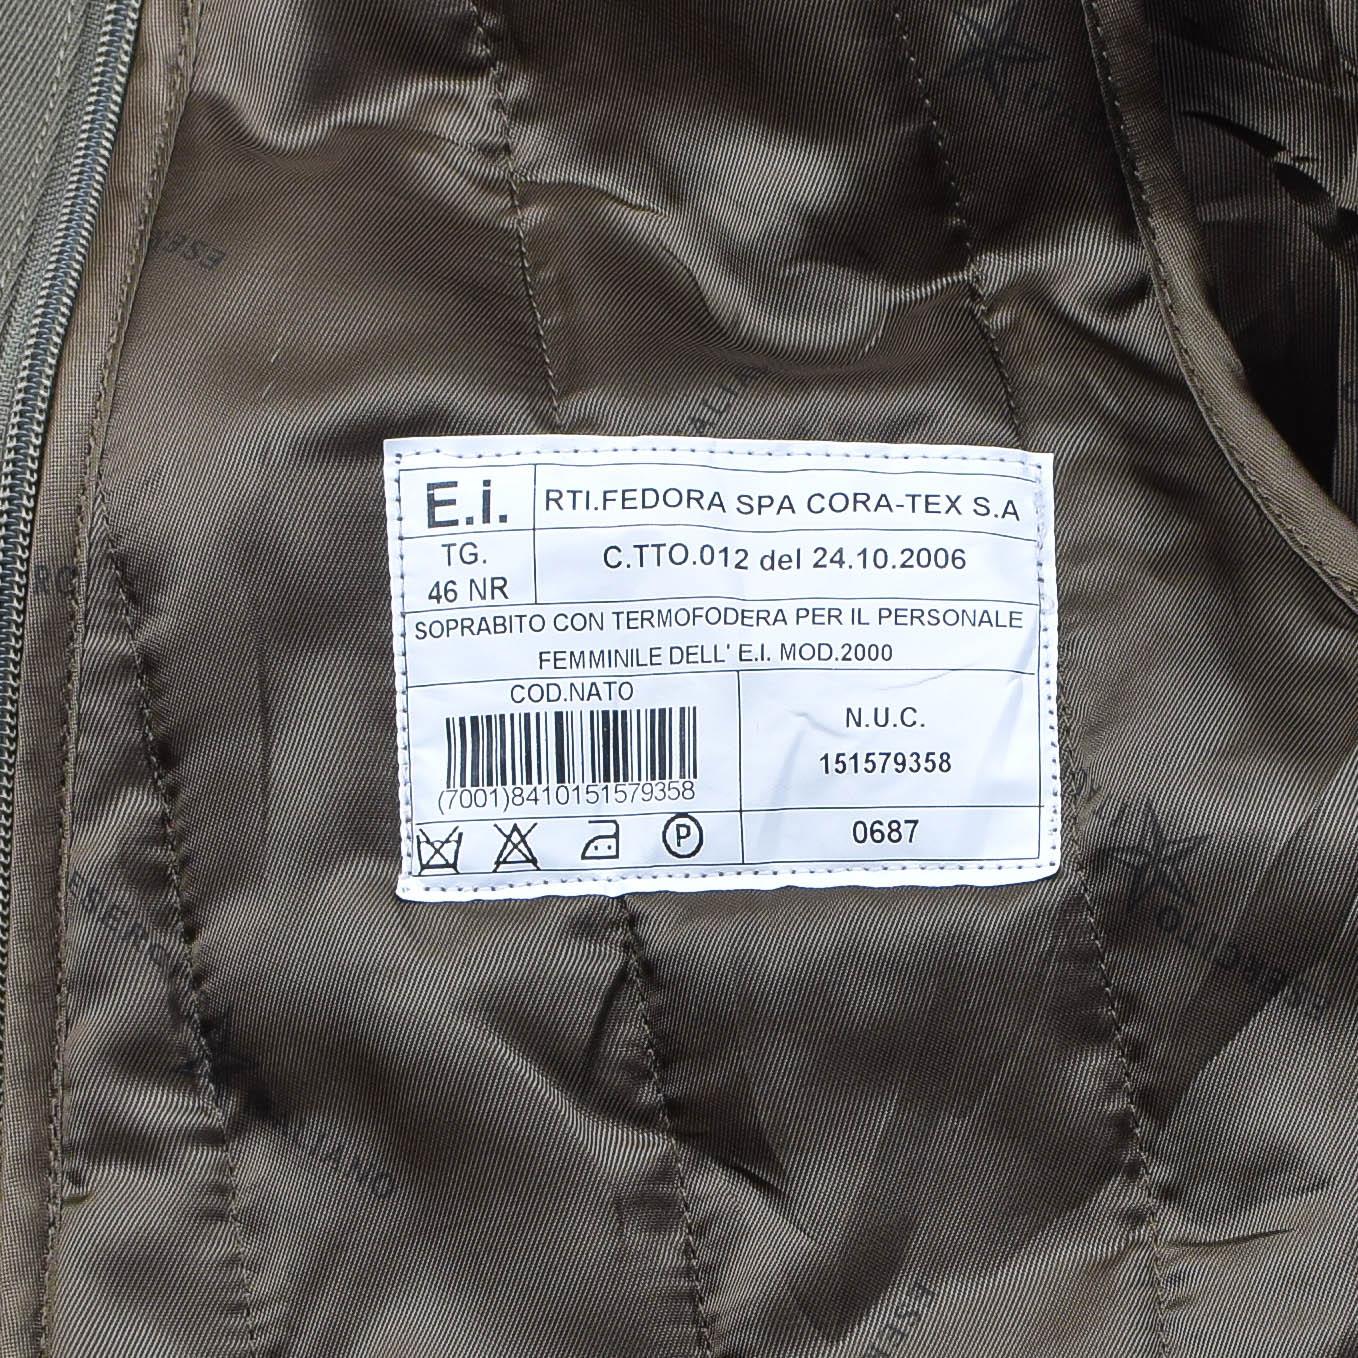 E.i.
RTI.FEDORA SPA CORA-TEX S.A
TG.
46 NR
C.TTO.012 del 24.10.2006
SOPRABITO CON TERMOFODERA PER IL PERSONALE
FEMMINILE DELL' E.I. MOD.2000
COD.NATO
(7001)8410151579358
N.U.C.
151579358
P
0687
ESERC